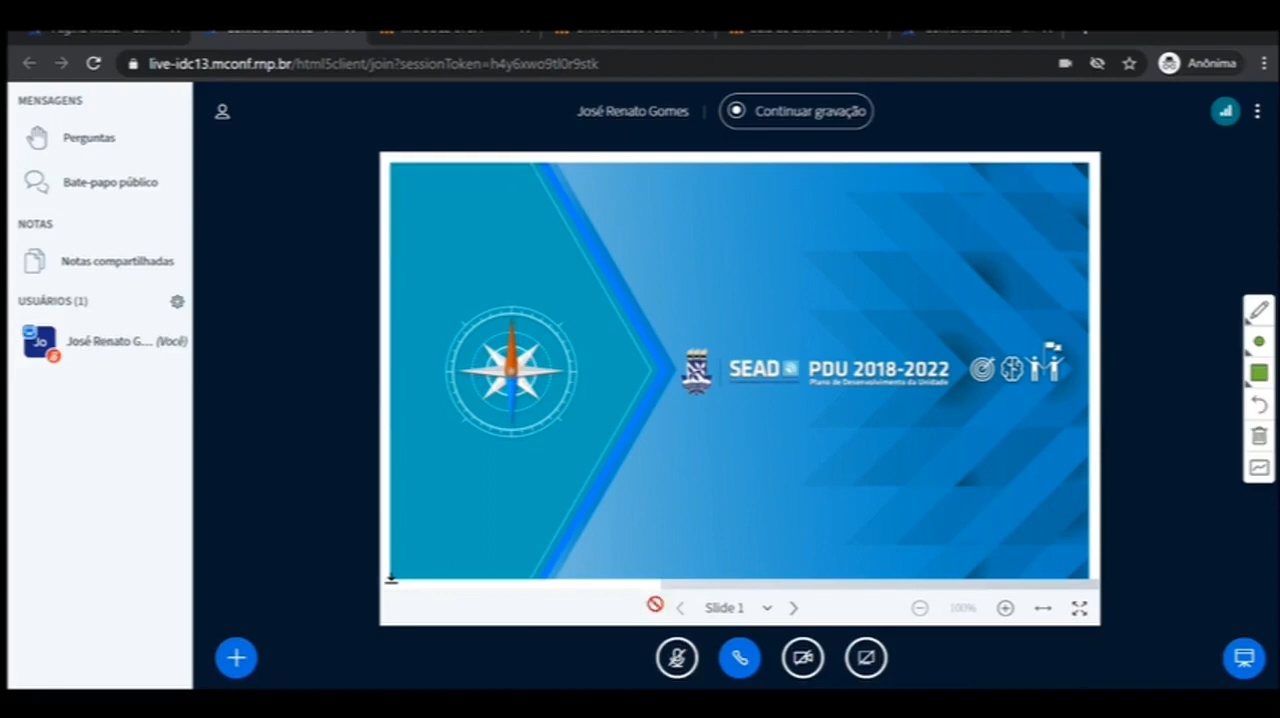 live-idc13.mconf.rnp.br/html5client/join?sessionToken=h4y6xwo9tl0r9stk
Anônima
MENSAGENS
Perguntas
Bate-papo público
NOTAS
Notas compartilhadas
USUÁRIOS (1)
Jo
José Renato G.... (Você)
José Renato Gomes
Continuar gravação
SEAD
PDU 2018-2022
Plano de Desenvolvimento da Unidade
Slide 1
100%